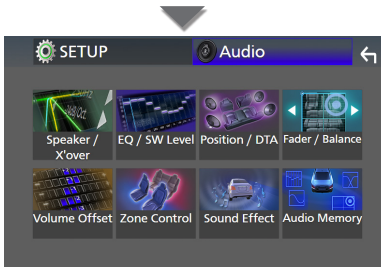 SETUP
Audio
Speaker /
X'over
EQ / SW Level
Position / DTA
Fader / Balance
Volume Offset
Zone Control
Sound Effect
Audio Memory